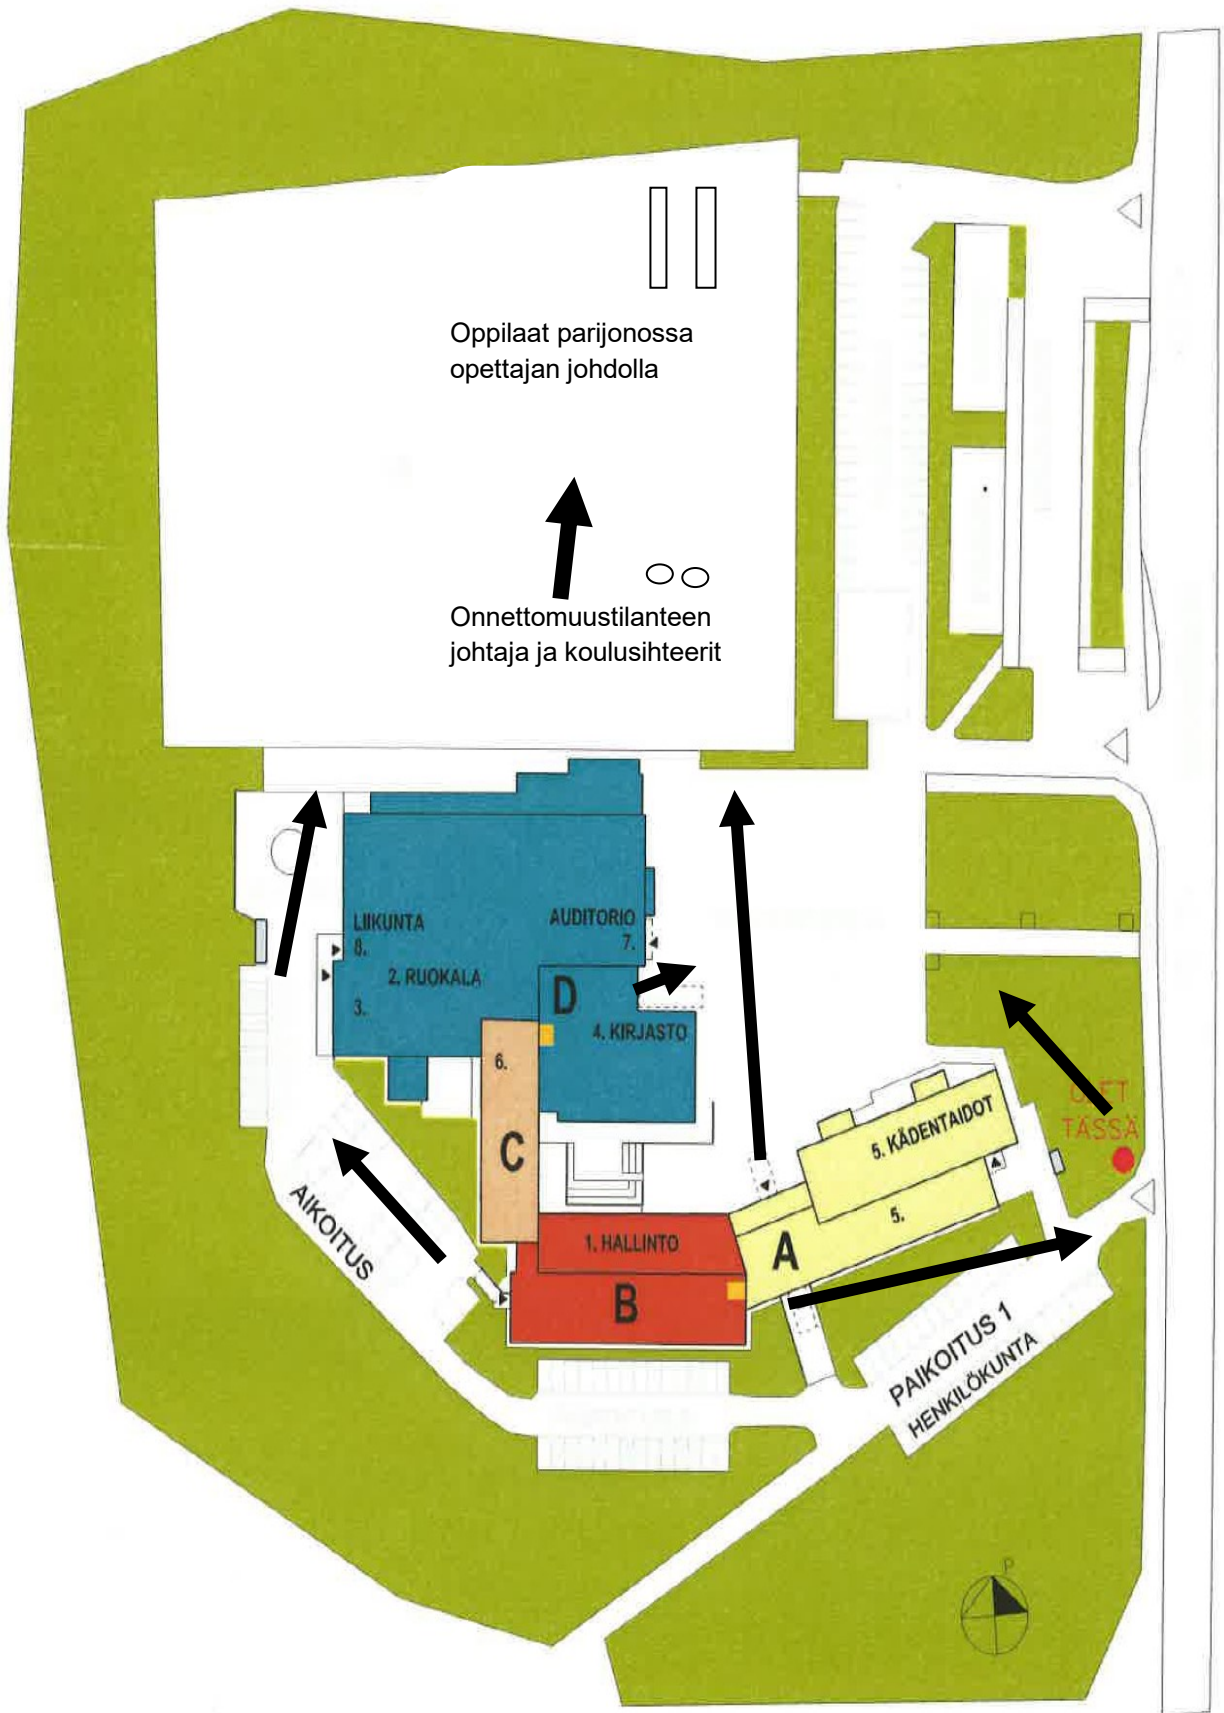 Oppilaat parijonossa
opettajan johdolla
Onnettomuustilanteen
johtaja ja koulusihteerit
LIIKUNTA
8.
AUDITORIO
7.
2. RUOKALA
3.
D
4. KIRJASTO
6.
C
OLET
TÄSSÄ
5. KÄDENTAIDOT
5.
A
1. HALLINTO
B
AIKOITUS
PAIKOITUS 1
HENKILÖKUNTA
P